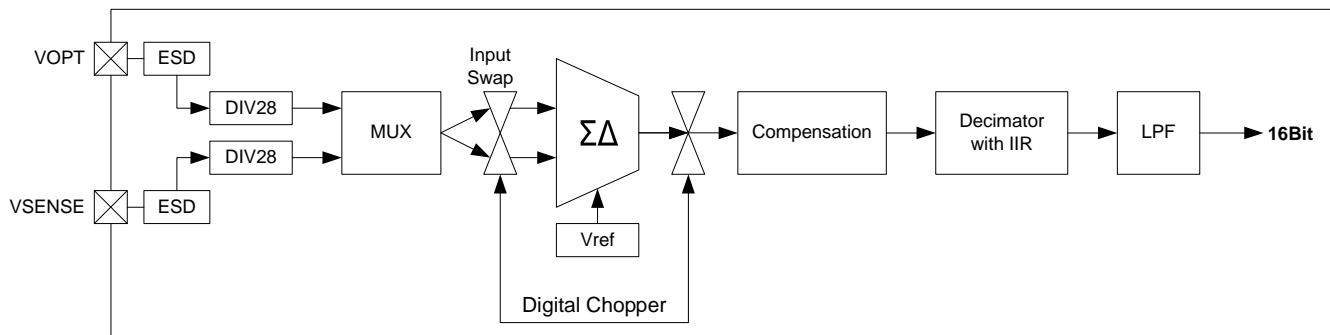 VOPT
ESD
Input
Swap
DIV28
MUX
ΣΔ
Compensation
Decimator
with IIR
LPF
16Bit
DIV28
VSENSE
ESD
Vref
Digital Chopper